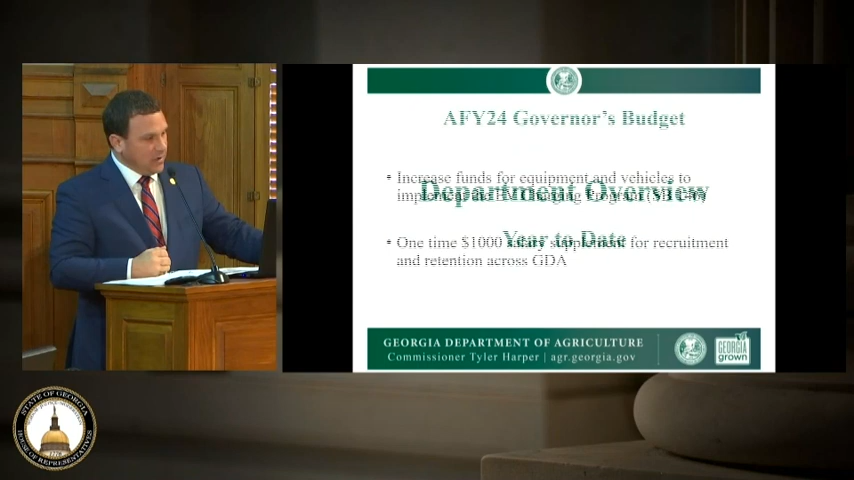 AFY24 Governor's Budget
• Increase funds for equipment and vehicles to
Department Overview
Year to Date
• One time $1000 salary supplement for recruitment
and retention across GDA
GEORGIA DEPARTMENT OF AGRICULTURE
Commissioner Tyler Harper | agr.georgia.gov
GEORGIA
grown
STATE OF GEORGIA
HOUSE OF REPRESENTATIVES
1776